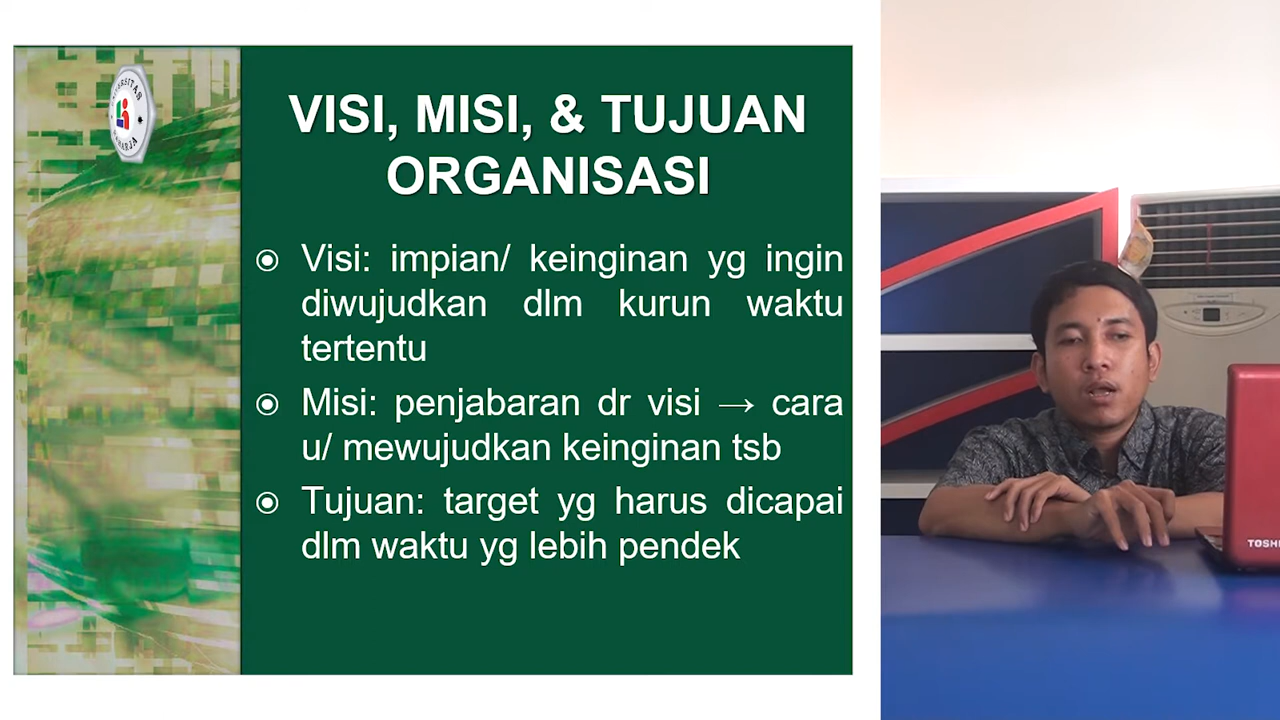 VISI, MISI, & TUJUAN
ORGANISASI
Visi: impian/ keinginan yg ingin
diwujudkan dlm kurun waktu
tertentu
Misi: penjabaran dr visi → cara
u/ mewujudkan keinginan tsb
Tujuan: target yg harus dicapai
dlm waktu yg lebih pendek